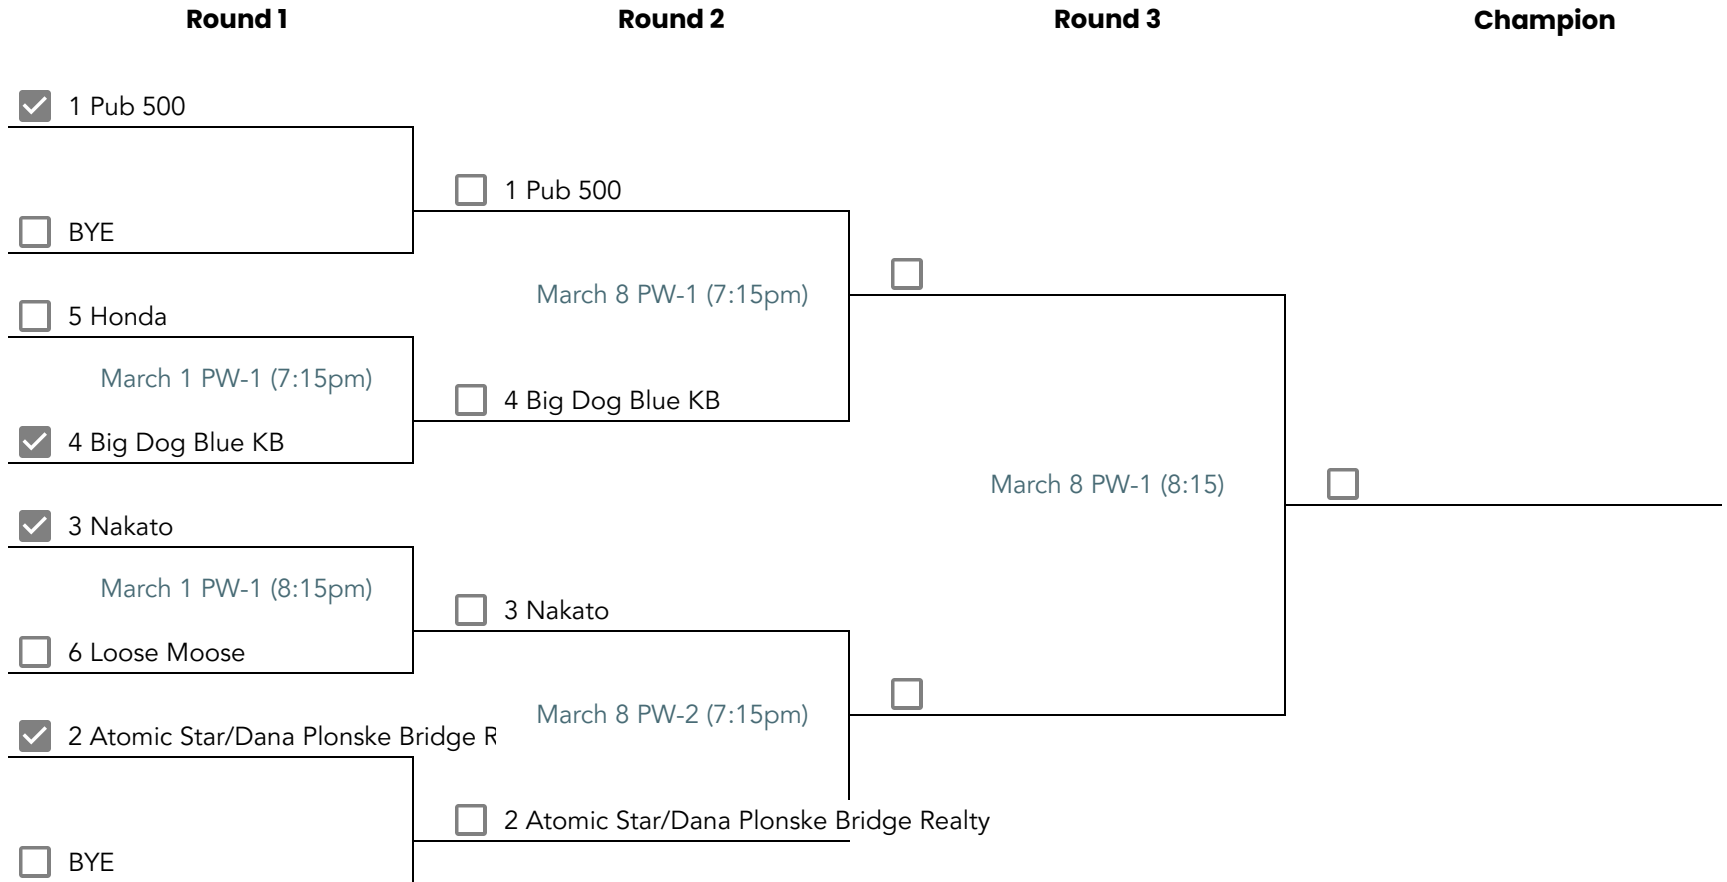 Round 1
Round 2
Round 3
Champion
1 Pub 500
BYE
5 Honda
March 1 PW-1 (7:15pm)
4 Big Dog Blue KB
3 Nakato
March 1 PW-1 (8:15pm)
6 Loose Moose
2 Atomic Star/Dana Plonske Bridge R
BYE
1 Pub 500
March 8 PW-1 (7:15pm)
4 Big Dog Blue KB
3 Nakato
March 8 PW-2 (7:15pm)
2 Atomic Star/Dana Plonske Bridge Realty
March 8 PW-1 (8:15)